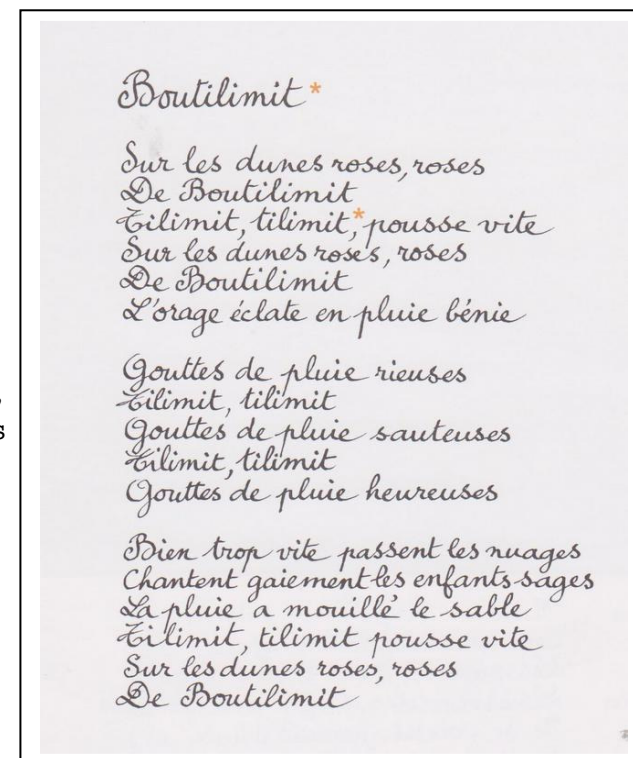 Boutilimit *
Sur les dunes roses, roses
De Boutilimit
Tilimit, tilimit,* pousse vite
Sur les dunes roses, roses
De Boutilimit
L'orage éclate en pluie bénie
Gouttes de pluie rieuses
Tilimit, tilimit
Gouttes de pluie sauteuses
Tilimit, tilimit
Gouttes de pluie heureuses
Bien trop vite passent les nuages
Chantent gaiement les enfants sages
La pluie a mouillé le sable
Tilimit, tilimit pousse vite
Sur les dunes roses, roses
De Boutilimit